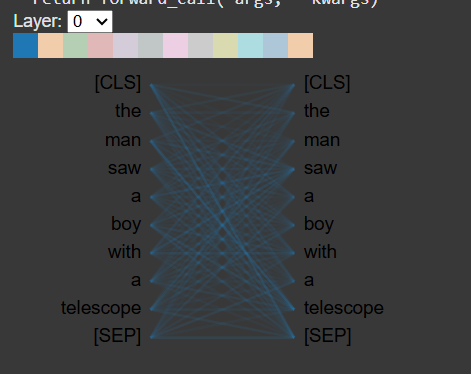 return forward_call( args, kwargs)
Layer: 0
[CLS] [CLS]
the the
man man
saw saw
a a
boy boy
with with
a a
telescope telescope
[SEP] [SEP]